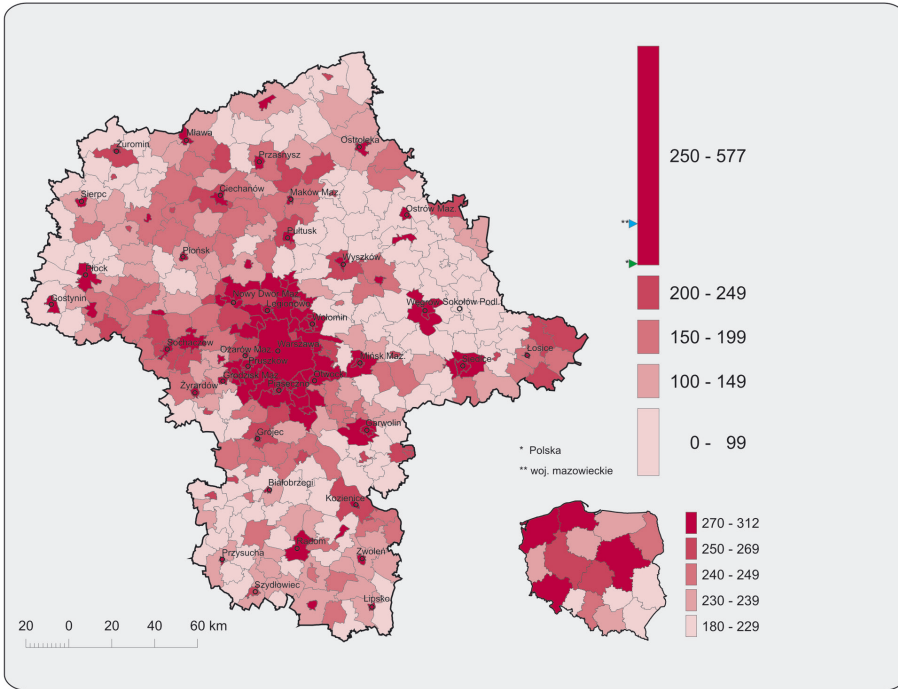 Mława
Żuromin
Ostrołęka
Przasnysz
Ciechanów
Maków Maz.
Sierpc
Ostrów Maz.
Pułtusk
Płońsk
Wyszków
Płock
Gostynin
Nowy Dwór Maz.
Legionowo
Sokołów Podl.
Wołomin
Ożarów Maz.
Mińsk Maz.
Łosice
Żyrardów
Garwolin
Grójec
Białobrzegi
Kozienice
Przysucha
Zwoleń
Szydłowiec
Lipsko
250 - 577
**
*
200 - 249
150 - 199
100 - 149
0 - 99
* Polska
** woj. mazowieckie
270 - 312
250 - 269
240 - 249
230 - 239
180 - 229
20 0 20 40 60 km